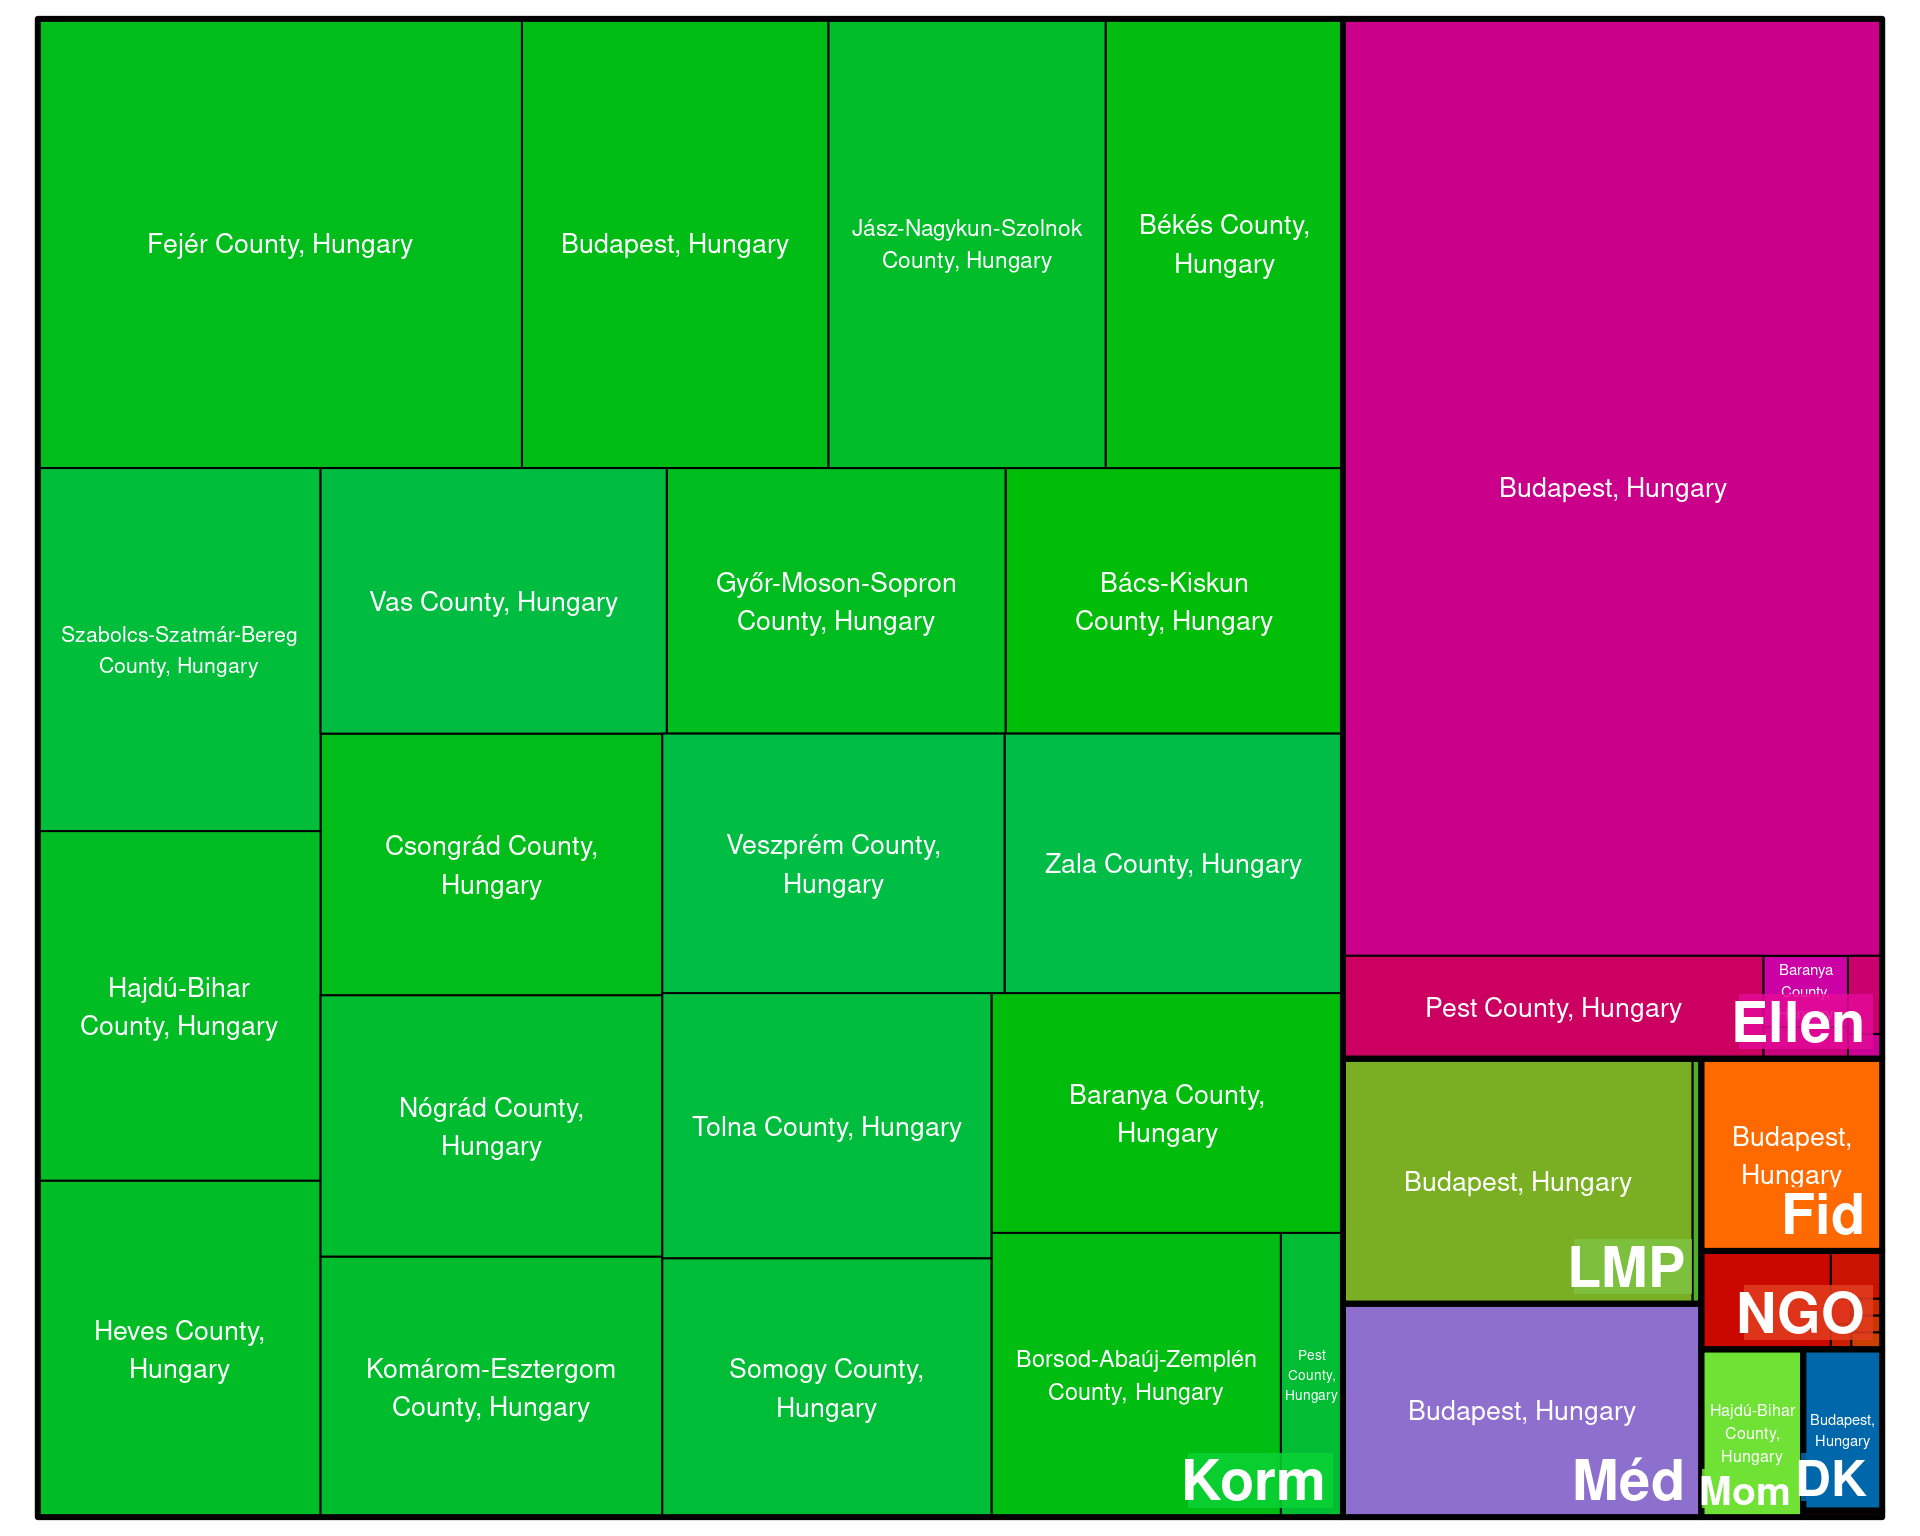 Fejér County, Hungary
Budapest, Hungary
Jász-Nagykun-Szolnok
County, Hungary
Békés County,
Hungary
Szabolcs-Szatmár-Bereg
County, Hungary
Vas County, Hungary
Győr-Moson-Sopron
County, Hungary
Bács-Kiskun
County, Hungary
Hajdú-Bihar
County, Hungary
Csongrád County,
Hungary
Veszprém County,
Hungary
Zala County, Hungary
Heves County,
Hungary
Nógrád County,
Hungary
Tolna County, Hungary
Baranya County,
Hungary
Komárom-Esztergom
County, Hungary
Somogy County,
Hungary
Borsod-Abaúj-Zemplén
County, Hungary
Pest
County,
Hungary
Korm
Budapest, Hungary
Pest County, Hungary
Baranya
County,
Ellen
Budapest, Hungary
LMP
Budapest,
Hungary
Fid
NGO
Budapest, Hungary
Méd
Hajdú-Bihar
County,
Hungary
Mom
Budapest,
Hungary
DK